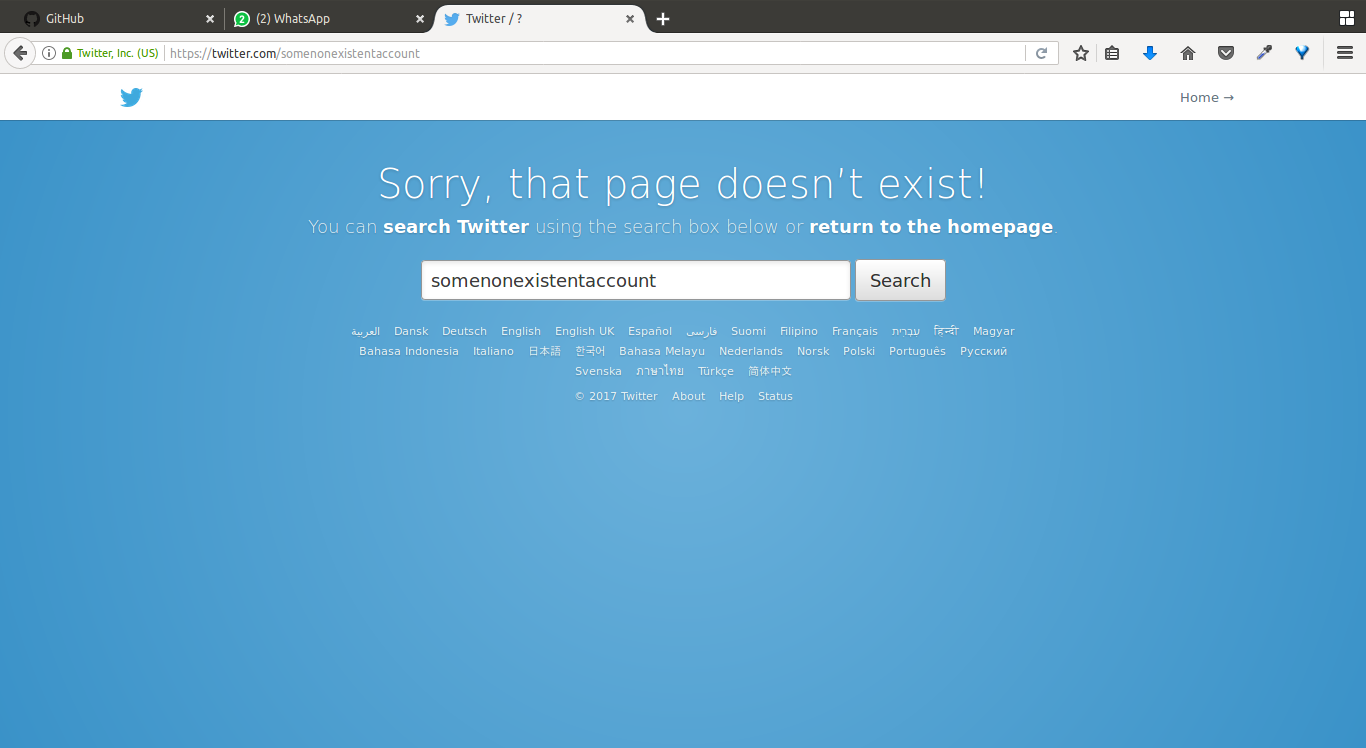 GitHub
2 (2) WhatsApp
Twitter / ?
Twitter, Inc. (US) https://twitter.com/somenonexistentaccount
Home →
Sorry, that page doesn't exist!
You can search Twitter using the search box below or return to the homepage.
somenonexistentaccount Search
العربية Dansk Deutsch English English UK Español فارسی Suomi Filipino Français עִבְרִית हिन्दी Magyar
Bahasa Indonesia Italiano 日本語 한국어 Bahasa Melayu Nederlands Norsk Polski Português Русский
Svenska ภาษาไทย Türkçe 简体中文
© 2017 Twitter About Help Status